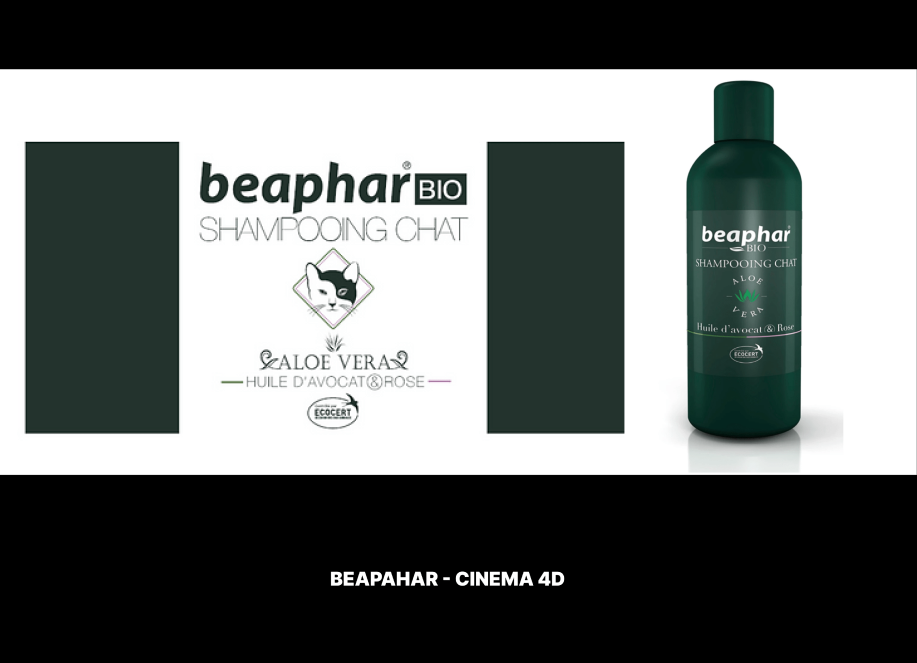 beaphar® BIO
SHAMPOOING CHAT
ALOE VERA
HUILE D'AVOCAT & ROSE
ECOCERT
beaphar®
BIO
SHAMPOOING CHAT
ALOE
VERA
Huile d'avocat & Rose
ECOCERT
BEAPAHAR - CINEMA 4D